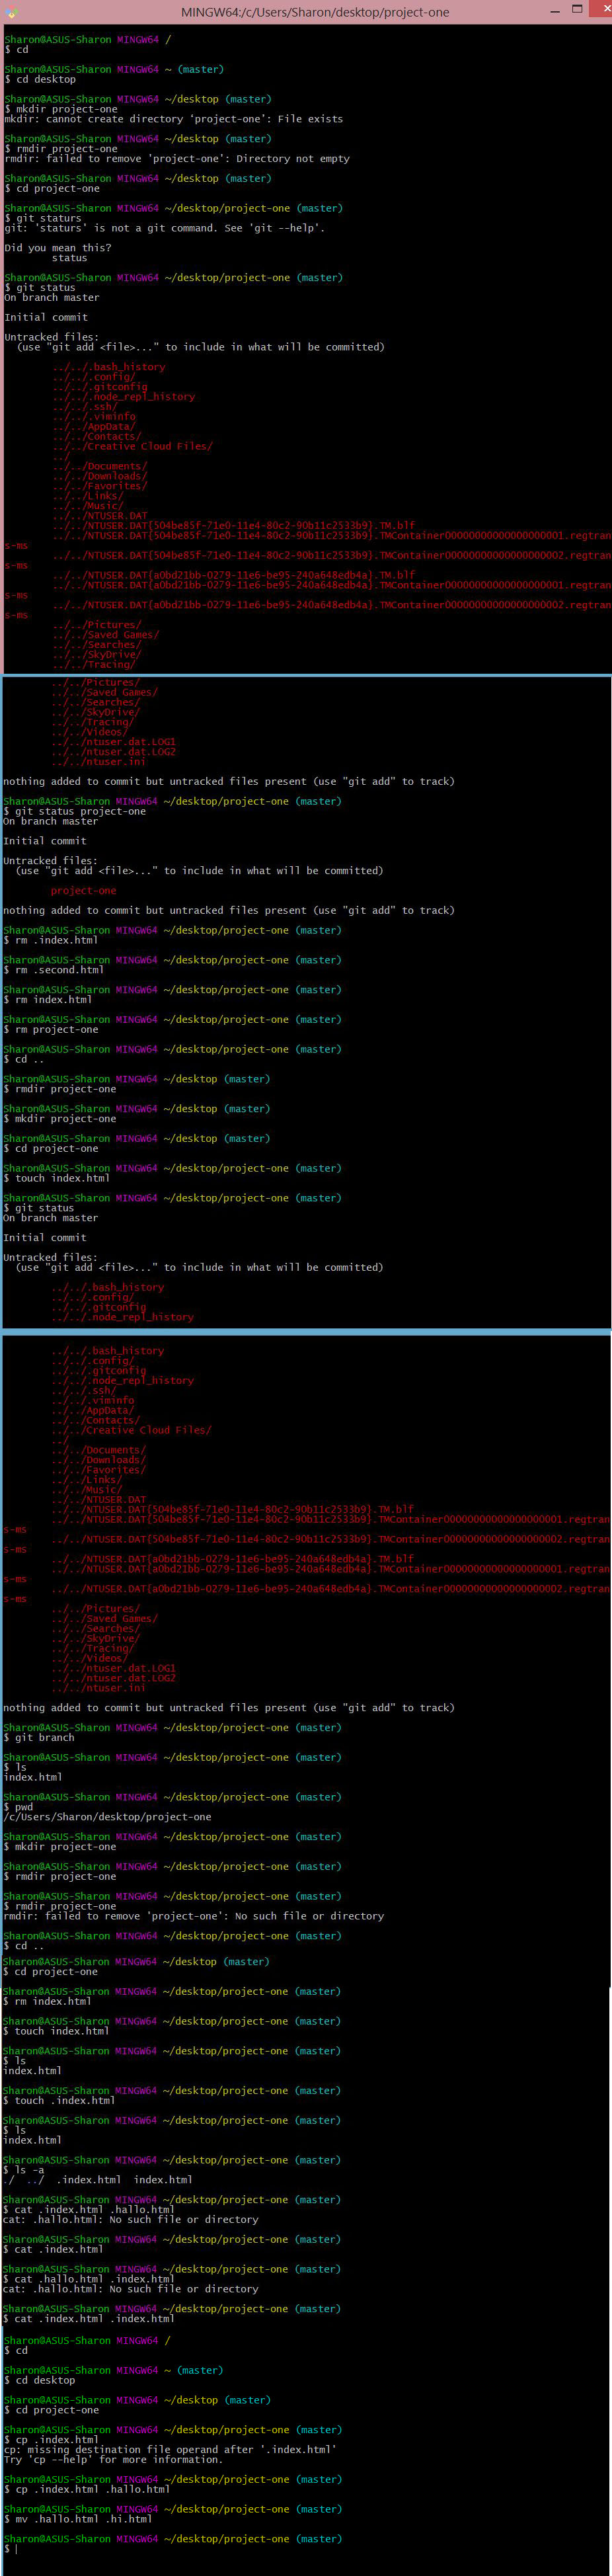 MINGW64:/c/Users/Sharon/desktop/project-one
Sharon@ASUS-Sharon MINGW64 /
$ cd
Sharon@ASUS-Sharon MINGW64 ~ (master)
$ cd desktop
Sharon@ASUS-Sharon MINGW64 ~/desktop (master)
$ mkdir project-one
mkdir: cannot create directory ‘project-one’: File exists
Sharon@ASUS-Sharon MINGW64 ~/desktop (master)
$ rmdir project-one
rmdir: failed to remove 'project-one': Directory not empty
Sharon@ASUS-Sharon MINGW64 ~/desktop (master)
$ cd project-one
Sharon@ASUS-Sharon MINGW64 ~/desktop/project-one (master)
$ git staturs
git: 'staturs' is not a git command. See 'git --help'.
Did you mean this?
status
Sharon@ASUS-Sharon MINGW64 ~/desktop/project-one (master)
$ git status
On branch master
Initial commit
Untracked files:
(use "git add <file>..." to include in what will be committed)
../../.bash_history
../../.config/
../../.gitconfig
../../.node_repl_history
../../.ssh/
../../.viminfo
../../AppData/
../../Contacts/
../../Creative Cloud Files/
../
../../Documents/
../../Downloads/
../../Favorites/
../../Links/
../../Music/
../../NTUSER.DAT
../../NTUSER.DAT{504be85f-71e0-11e4-80c2-90b11c2533b9}.TM.blf
../../NTUSER.DAT{504be85f-71e0-11e4-80c2-90b11c2533b9}.TMContainer00000000000000000001.regtran
s-ms
../../NTUSER.DAT{504be85f-71e0-11e4-80c2-90b11c2533b9}.TMContainer00000000000000000002.regtran
s-ms
../../NTUSER.DAT{a0bd21bb-0279-11e6-be95-240a648edb4a}.TM.blf
../../NTUSER.DAT{a0bd21bb-0279-11e6-be95-240a648edb4a}.TMContainer00000000000000000001.regtran
s-ms
../../NTUSER.DAT{a0bd21bb-0279-11e6-be95-240a648edb4a}.TMContainer00000000000000000002.regtran
s-ms
../../Pictures/
../../Saved Games/
../../Searches/
../../SkyDrive/
../../Tracing/
../../Pictures/
../../Saved Games/
../../Searches/
../../SkyDrive/
../../Tracing/
../../Videos/
../../ntuser.dat.LOG1
../../ntuser.dat.LOG2
../../ntuser.ini
nothing added to commit but untracked files present (use "git add" to track)
Sharon@ASUS-Sharon MINGW64 ~/desktop/project-one (master)
$ git status project-one
On branch master
Initial commit
Untracked files:
(use "git add <file>..." to include in what will be committed)
project-one
nothing added to commit but untracked files present (use "git add" to track)
Sharon@ASUS-Sharon MINGW64 ~/desktop/project-one (master)
$ rm .index.html
Sharon@ASUS-Sharon MINGW64 ~/desktop/project-one (master)
$ rm .second.html
Sharon@ASUS-Sharon MINGW64 ~/desktop/project-one (master)
$ rm index.html
Sharon@ASUS-Sharon MINGW64 ~/desktop/project-one (master)
$ rm project-one
Sharon@ASUS-Sharon MINGW64 ~/desktop/project-one (master)
$ cd ..
Sharon@ASUS-Sharon MINGW64 ~/desktop (master)
$ rmdir project-one
Sharon@ASUS-Sharon MINGW64 ~/desktop (master)
$ mkdir project-one
Sharon@ASUS-Sharon MINGW64 ~/desktop (master)
$ cd project-one
Sharon@ASUS-Sharon MINGW64 ~/desktop/project-one (master)
$ touch index.html
Sharon@ASUS-Sharon MINGW64 ~/desktop/project-one (master)
$ git status
On branch master
Initial commit
Untracked files:
(use "git add <file>..." to include in what will be committed)
../../.bash_history
../../.config/
../../.gitconfig
../../.node_repl_history
../../.bash_history
../../.config/
../../.gitconfig
../../.node_repl_history
../../.ssh/
../../.viminfo
../../AppData/
../../Contacts/
../../Creative Cloud Files/
../
../../Documents/
../../Downloads/
../../Favorites/
../../Links/
../../Music/
../../NTUSER.DAT
../../NTUSER.DAT{504be85f-71e0-11e4-80c2-90b11c2533b9}.TM.blf
../../NTUSER.DAT{504be85f-71e0-11e4-80c2-90b11c2533b9}.TMContainer00000000000000000001.regtran
s-ms
../../NTUSER.DAT{504be85f-71e0-11e4-80c2-90b11c2533b9}.TMContainer00000000000000000002.regtran
s-ms
../../NTUSER.DAT{a0bd21bb-0279-11e6-be95-240a648edb4a}.TM.blf
../../NTUSER.DAT{a0bd21bb-0279-11e6-be95-240a648edb4a}.TMContainer00000000000000000001.regtran
s-ms
../../NTUSER.DAT{a0bd21bb-0279-11e6-be95-240a648edb4a}.TMContainer00000000000000000002.regtran
s-ms
../../Pictures/
../../Saved Games/
../../Searches/
../../SkyDrive/
../../Tracing/
../../Videos/
../../ntuser.dat.LOG1
../../ntuser.dat.LOG2
../../ntuser.ini
nothing added to commit but untracked files present (use "git add" to track)
Sharon@ASUS-Sharon MINGW64 ~/desktop/project-one (master)
$ git branch
Sharon@ASUS-Sharon MINGW64 ~/desktop/project-one (master)
$ ls
index.html
Sharon@ASUS-Sharon MINGW64 ~/desktop/project-one (master)
$ pwd
/c/Users/Sharon/desktop/project-one
Sharon@ASUS-Sharon MINGW64 ~/desktop/project-one (master)
$ mkdir project-one
Sharon@ASUS-Sharon MINGW64 ~/desktop/project-one (master)
$ rmdir project-one
Sharon@ASUS-Sharon MINGW64 ~/desktop/project-one (master)
$ rmdir project-one
rmdir: failed to remove 'project-one': No such file or directory
Sharon@ASUS-Sharon MINGW64 ~/desktop/project-one (master)
$ cd ..
Sharon@ASUS-Sharon MINGW64 ~/desktop (master)
$ cd project-one
Sharon@ASUS-Sharon MINGW64 ~/desktop/project-one (master)
$ rm index.html
Sharon@ASUS-Sharon MINGW64 ~/desktop/project-one (master)
$ touch index.html
Sharon@ASUS-Sharon MINGW64 ~/desktop/project-one (master)
$ ls
index.html
Sharon@ASUS-Sharon MINGW64 ~/desktop/project-one (master)
$ touch .index.html
Sharon@ASUS-Sharon MINGW64 ~/desktop/project-one (master)
$ ls
index.html
Sharon@ASUS-Sharon MINGW64 ~/desktop/project-one (master)
$ ls -a
./ ../ .index.html index.html
Sharon@ASUS-Sharon MINGW64 ~/desktop/project-one (master)
$ cat .index.html .hallo.html
cat: .hallo.html: No such file or directory
Sharon@ASUS-Sharon MINGW64 ~/desktop/project-one (master)
$ cat .index.html
Sharon@ASUS-Sharon MINGW64 ~/desktop/project-one (master)
$ cat .hallo.html .index.html
cat: .hallo.html: No such file or directory
Sharon@ASUS-Sharon MINGW64 ~/desktop/project-one (master)
$ cat .index.html .index.html
Sharon@ASUS-Sharon MINGW64 /
$ cd
Sharon@ASUS-Sharon MINGW64 ~ (master)
$ cd desktop
Sharon@ASUS-Sharon MINGW64 ~/desktop (master)
$ cd project-one
Sharon@ASUS-Sharon MINGW64 ~/desktop/project-one (master)
$ cp .index.html
cp: missing destination file operand after '.index.html'
Try 'cp --help' for more information.
Sharon@ASUS-Sharon MINGW64 ~/desktop/project-one (master)
$ cp .index.html .hallo.html
Sharon@ASUS-Sharon MINGW64 ~/desktop/project-one (master)
$ mv .hallo.html .hi.html
Sharon@ASUS-Sharon MINGW64 ~/desktop/project-one (master)
$